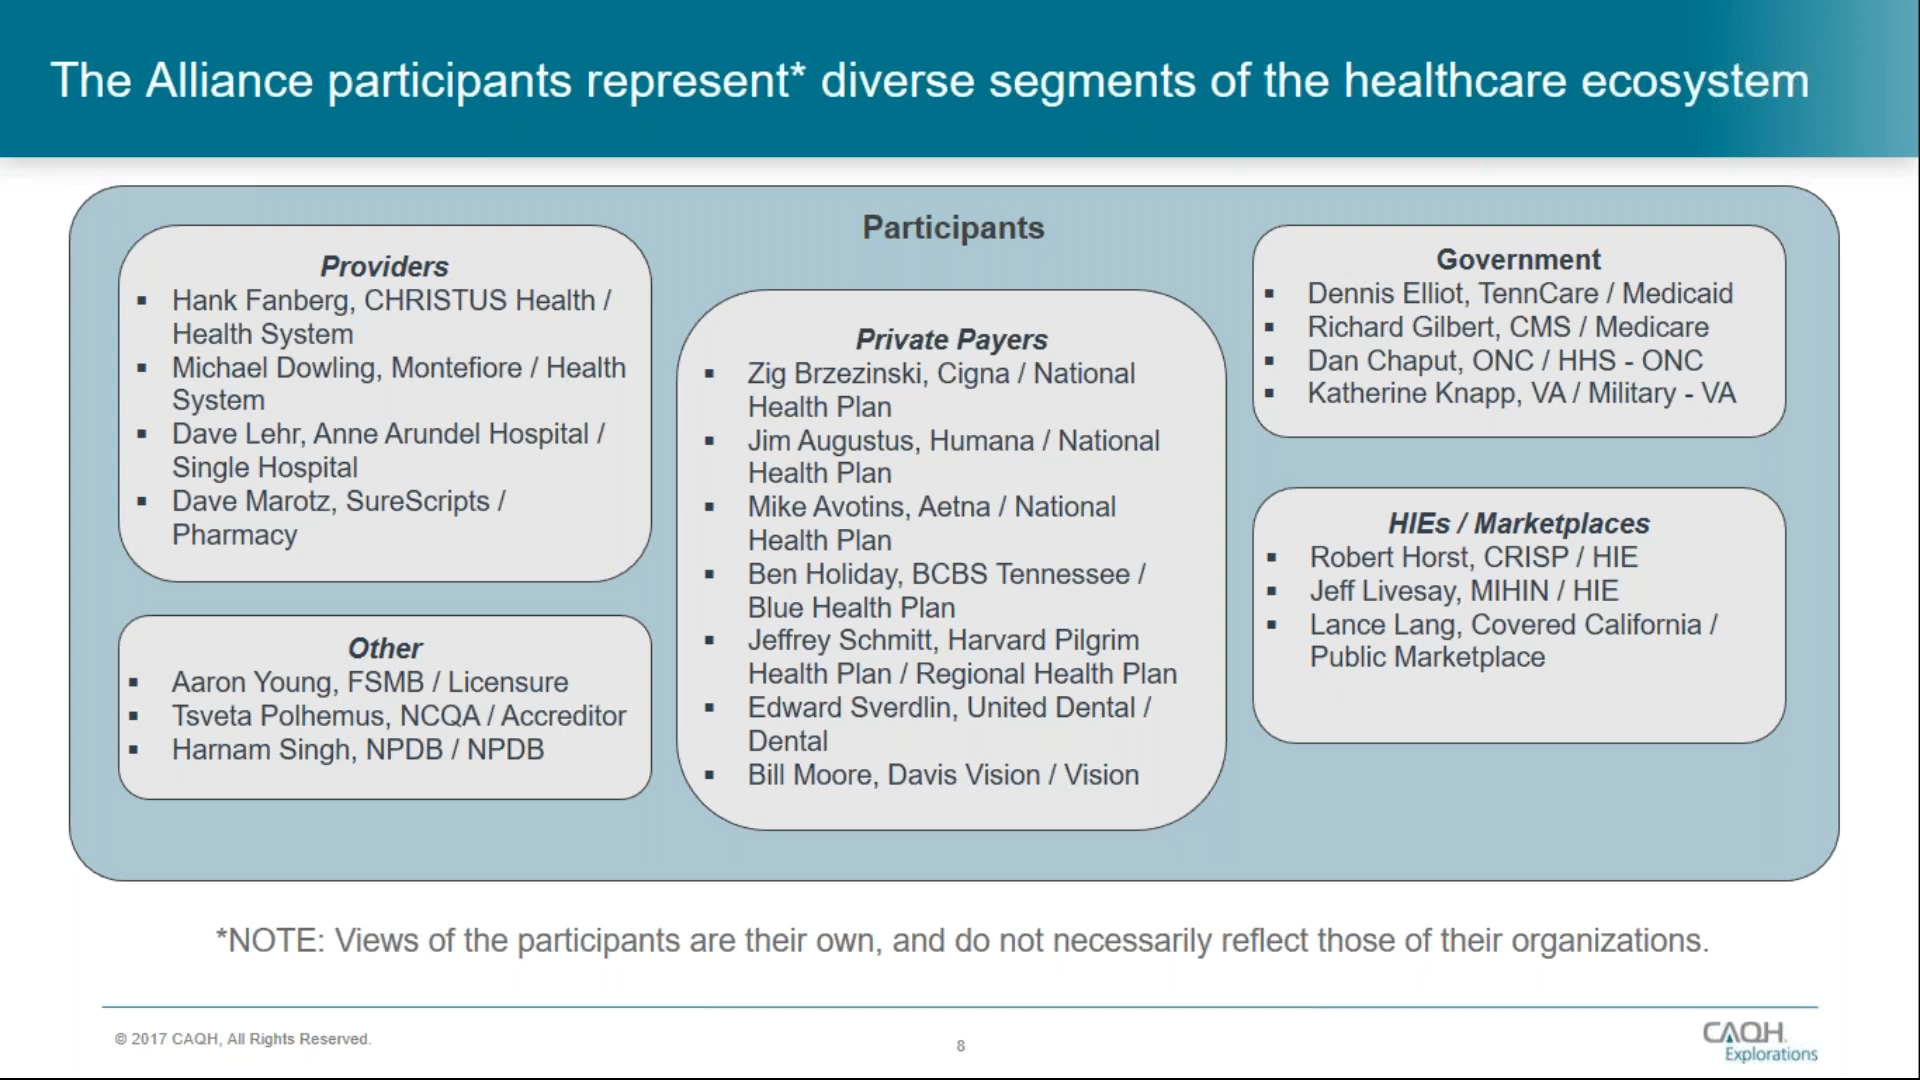 The Alliance participants represent* diverse segments of the healthcare ecosystem
Participants
Providers
▪ Hank Fanberg, CHRISTUS Health /
Health System
▪ Michael Dowling, Montefiore / Health
System
▪ Dave Lehr, Anne Arundel Hospital /
Single Hospital
▪ Dave Marotz, SureScripts /
Pharmacy
Other
▪ Aaron Young, FSMB / Licensure
▪ Tsveta Polhemus, NCQA / Accreditor
▪ Harnam Singh, NPDB / NPDB
Private Payers
▪ Zig Brzezinski, Cigna / National
Health Plan
▪ Jim Augustus, Humana / National
Health Plan
▪ Mike Avotins, Aetna / National
Health Plan
▪ Ben Holiday, BCBS Tennessee /
Blue Health Plan
▪ Jeffrey Schmitt, Harvard Pilgrim
Health Plan / Regional Health Plan
▪ Edward Sverdlin, United Dental /
Dental
▪ Bill Moore, Davis Vision / Vision
Government
▪ Dennis Elliot, TennCare / Medicaid
▪ Richard Gilbert, CMS / Medicare
▪ Dan Chaput, ONC / HHS - ONC
▪ Katherine Knapp, VA / Military - VA
HIEs / Marketplaces
▪ Robert Horst, CRISP / HIE
▪ Jeff Livesay, MIHIN / HIE
▪ Lance Lang, Covered California /
Public Marketplace
*NOTE: Views of the participants are their own, and do not necessarily reflect those of their organizations.
© 2017 CAQH, All Rights Reserved.
8
CAQH
Explorations